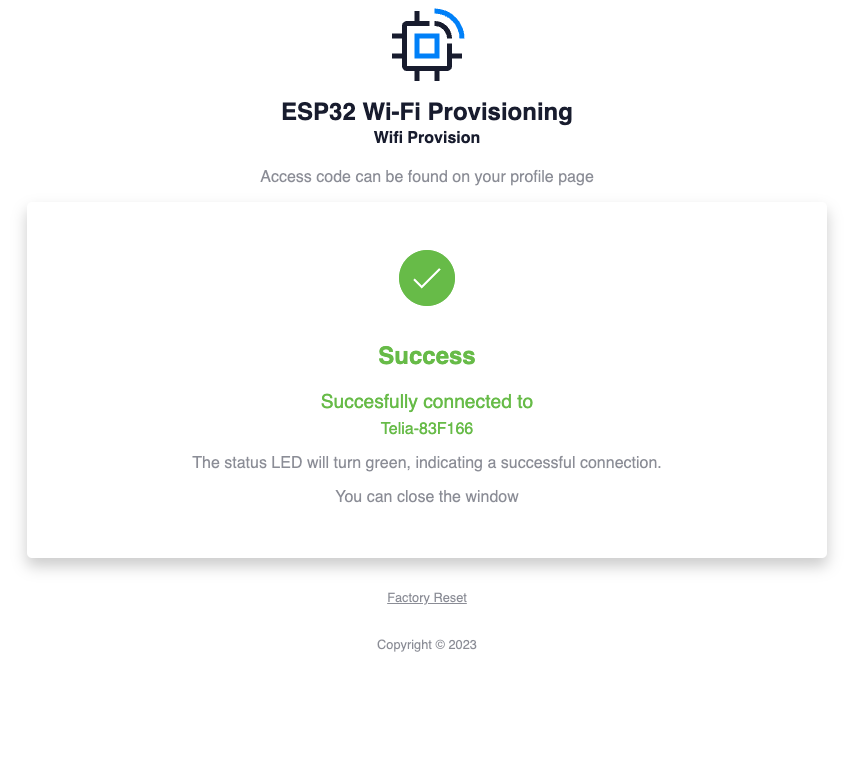 ESP32 Wi-Fi Provisioning
Wifi Provision
Access code can be found on your profile page
Success
Succesfully connected to
Telia-83F166
The status LED will turn green, indicating a successful connection.
You can close the window
Factory Reset
Copyright © 2023